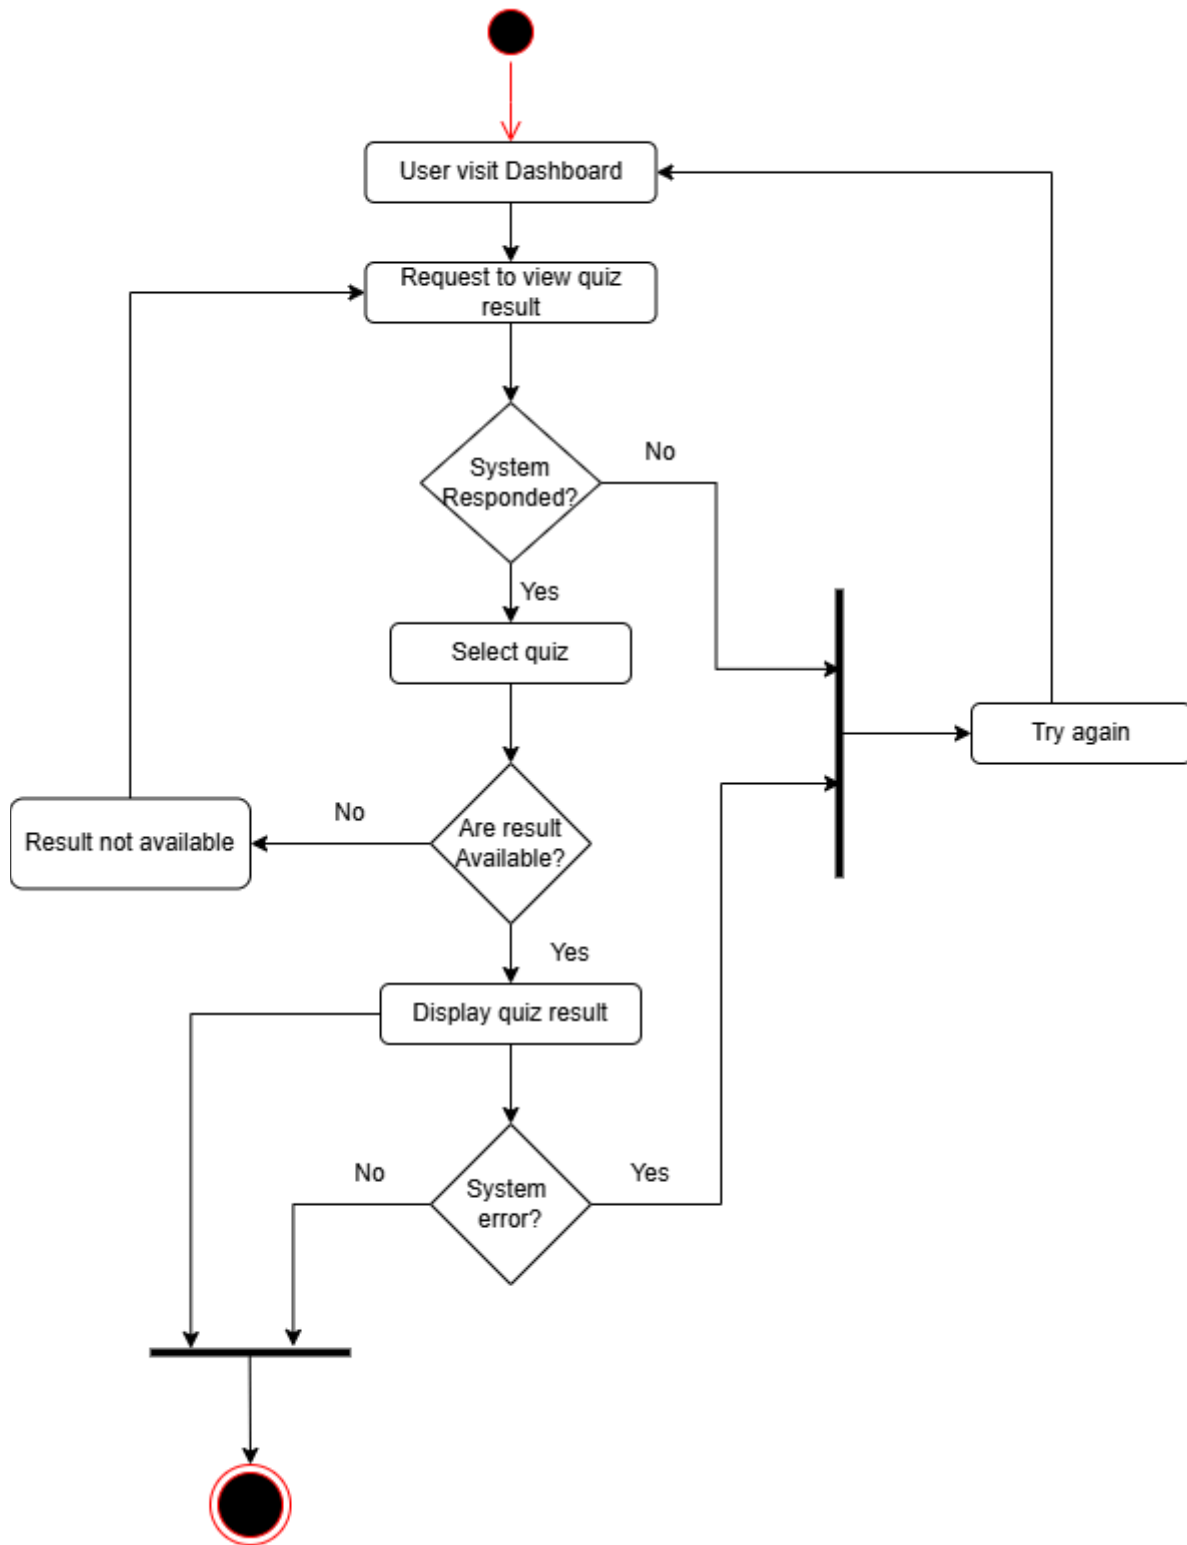 User visit Dashboard
Request to view quiz
result
System
Responded?
No
Yes
Select quiz
Try again
No
Are result
Available?
Result not available
Yes
Display quiz result
No
System
error?
Yes